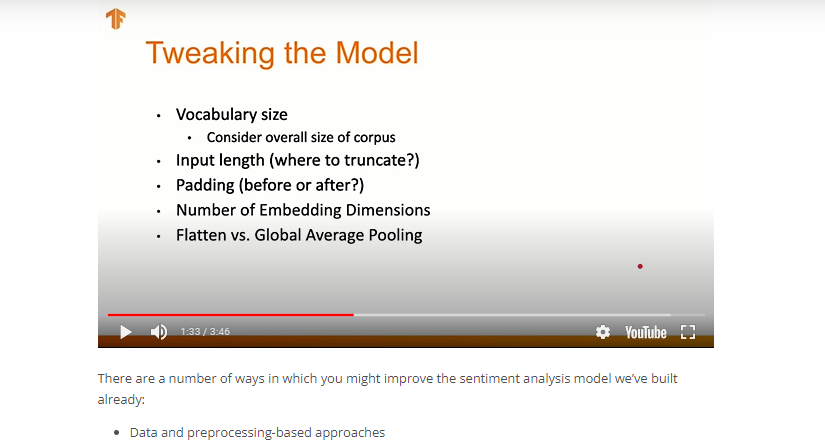 Tweaking the Model
• Vocabulary size
• Consider overall size of corpus
• Input length (where to truncate?)
• Padding (before or after?)
• Number of Embedding Dimensions
• Flatten vs. Global Average Pooling
1:33 / 3:46
YouTube
There are a number of ways in which you might improve the sentiment analysis model we’ve built
already:
• Data and preprocessing-based approaches